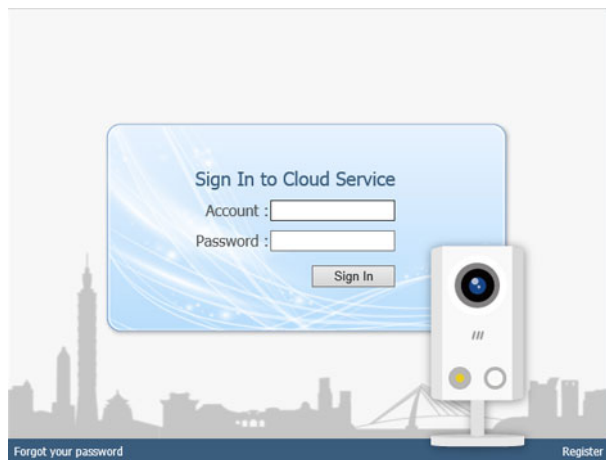 Sign In to Cloud Service
Account :
Password :
Sign In
Forgot your password
Register